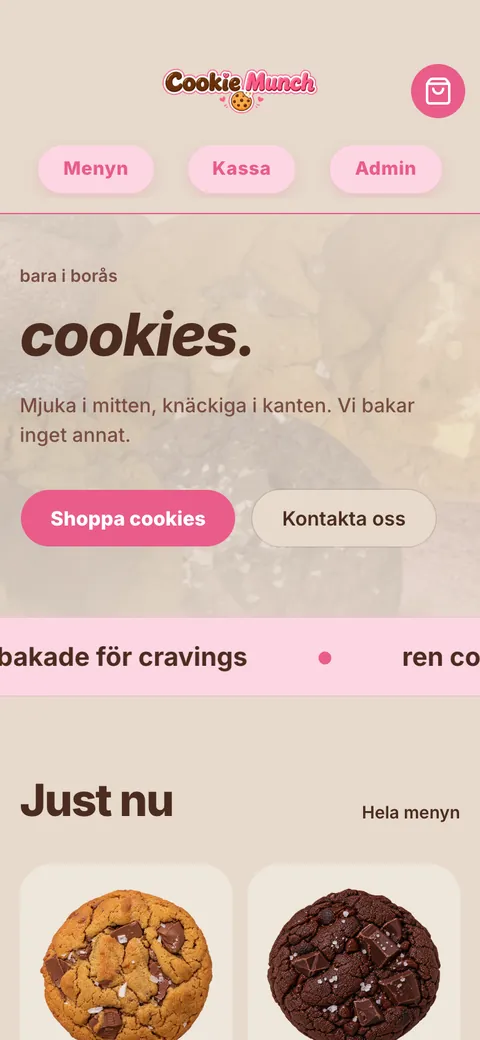 Cookie Munch
Menyn
Kassa
Admin
bara i borås
cookies.
Mjuka i mitten, knäckiga i kanten. Vi bakar
inget annat.
Shoppa cookies
Kontakta oss
bakade för cravings
ren co
Just nu
Hela menyn